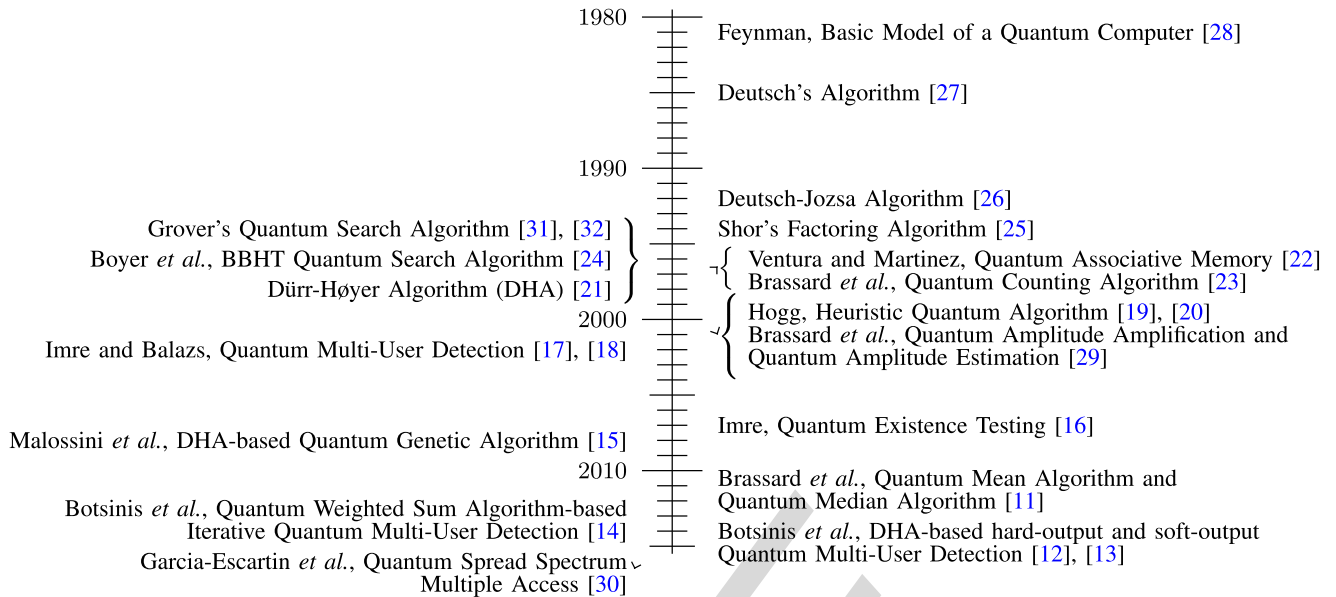 1980
Feynman, Basic Model of a Quantum Computer [28]
Deutsch's Algorithm [27]
1990
Deutsch-Jozsa Algorithm [26]
Grover's Quantum Search Algorithm [31], [32]
Shor's Factoring Algorithm [25]
Boyer et al., BBHT Quantum Search Algorithm [24]
Ventura and Martinez, Quantum Associative Memory [22]
Brassard et al., Quantum Counting Algorithm [23]
Dürr-Høyer Algorithm (DHA) [21]
Hogg, Heuristic Quantum Algorithm [19], [20]
2000
Brassard et al., Quantum Amplitude Amplification and
Quantum Amplitude Estimation [29]
Imre and Balazs, Quantum Multi-User Detection [17], [18]
Imre, Quantum Existence Testing [16]
Malossini et al., DHA-based Quantum Genetic Algorithm [15]
2010
Brassard et al., Quantum Mean Algorithm and
Quantum Median Algorithm [11]
Botsinis et al., Quantum Weighted Sum Algorithm-based
Iterative Quantum Multi-User Detection [14]
Botsinis et al., DHA-based hard-output and soft-output
Quantum Multi-User Detection [12], [13]
Garcia-Escartin et al., Quantum Spread Spectrum
Multiple Access [30]